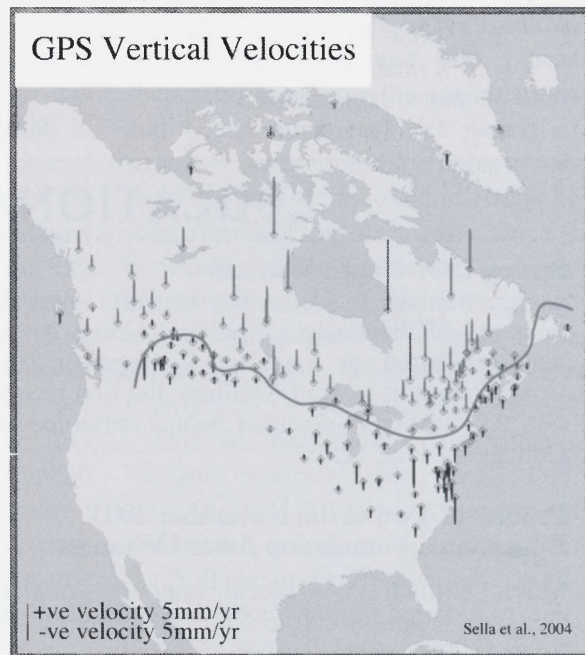 GPS Vertical Velocities
+ve velocity 5mm/yr
-ve velocity 5mm/yr
Sella et al., 2004